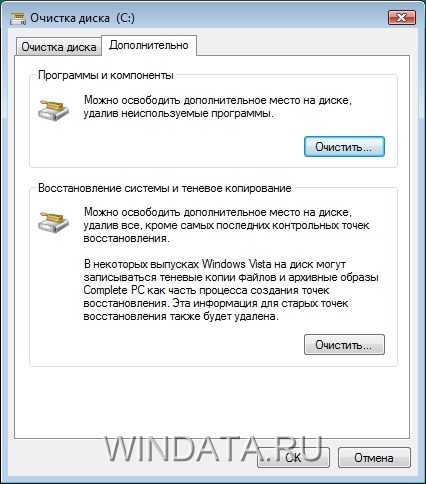 Очистка диска (C:)
Очистка диска
Дополнительно
Программы и компоненты
Можно освободить дополнительное место на диске,
удалив неиспользуемые программы.
Очистить...
Восстановление системы и теневое копирование
Можно освободить дополнительное место на диске,
удалив все, кроме самых последних контрольных точек
восстановления.
В некоторых выпусках Windows Vista на диск могут
записываться теневые копии файлов и архивные образы
Complete PC как часть процесса создания точек
восстановления. Эта информация для старых точек
восстановления также будет удалена.
Очистить...
WINDATA.RU
ОК
Отмена